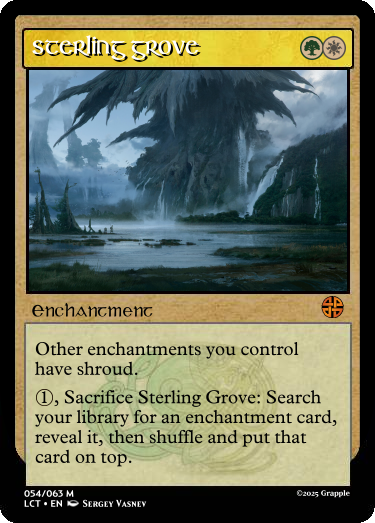 Sterling Grove
Enchantment
Other enchantments you control
have shroud.
①, Sacrifice Sterling Grove: Search
your library for an enchantment card,
reveal it, then shuffle and put that
card on top.
054/063 M
LCT • EN Sergey Vasnev
©2025 Grapple